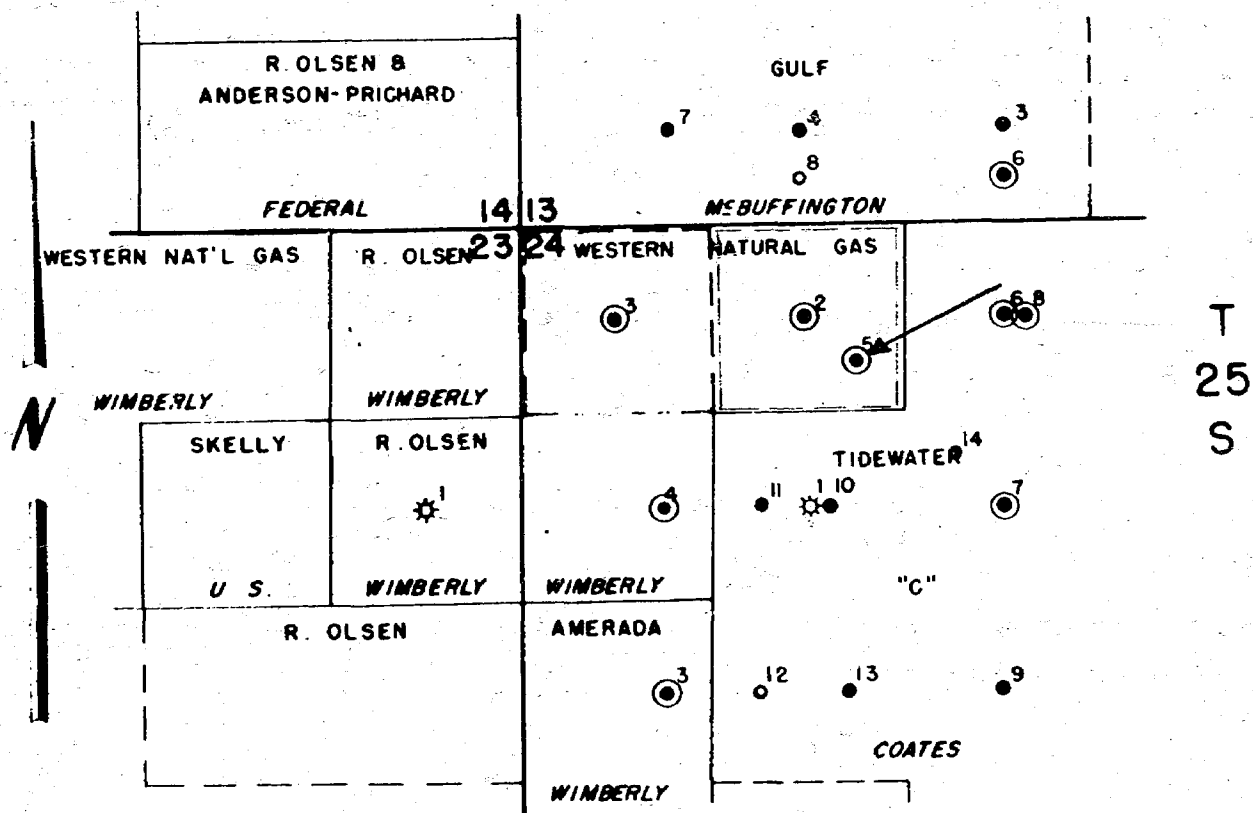 R. OLSEN &
ANDERSON-PRICHARD
GULF
7
4
3
8
6
FEDERAL
14
13
McBUFFINGTON
WESTERN NAT'L GAS
R. OLSEN
23
24
WESTERN
NATURAL GAS
3
2
6
8
5
T
25
S
N
WIMBERLY
WIMBERLY
SKELLY
R. OLSEN
TIDEWATER
14
1
4
11
1
10
7
U S.
WIMBERLY
WIMBERLY
"C"
R. OLSEN
AMERADA
3
12
13
9
COATES
WIMBERLY